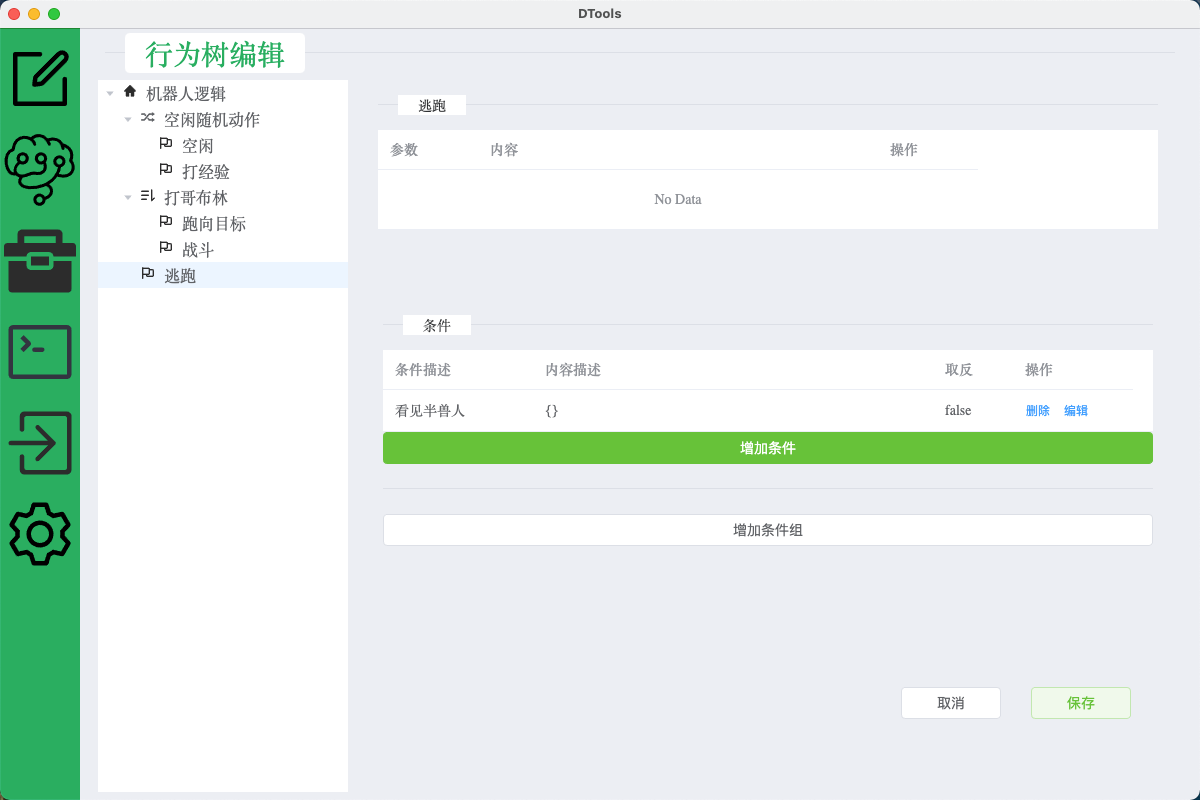 DTools
行为树编辑
机器人逻辑
空闲随机动作
空闲
打经验
打哥布林
跑向目标
战斗
逃跑
逃跑
参数 内容 操作
No Data
条件
条件描述 内容描述 取反 操作
看见半兽人 {} false 删除 编辑
增加条件
增加条件组
取消 保存